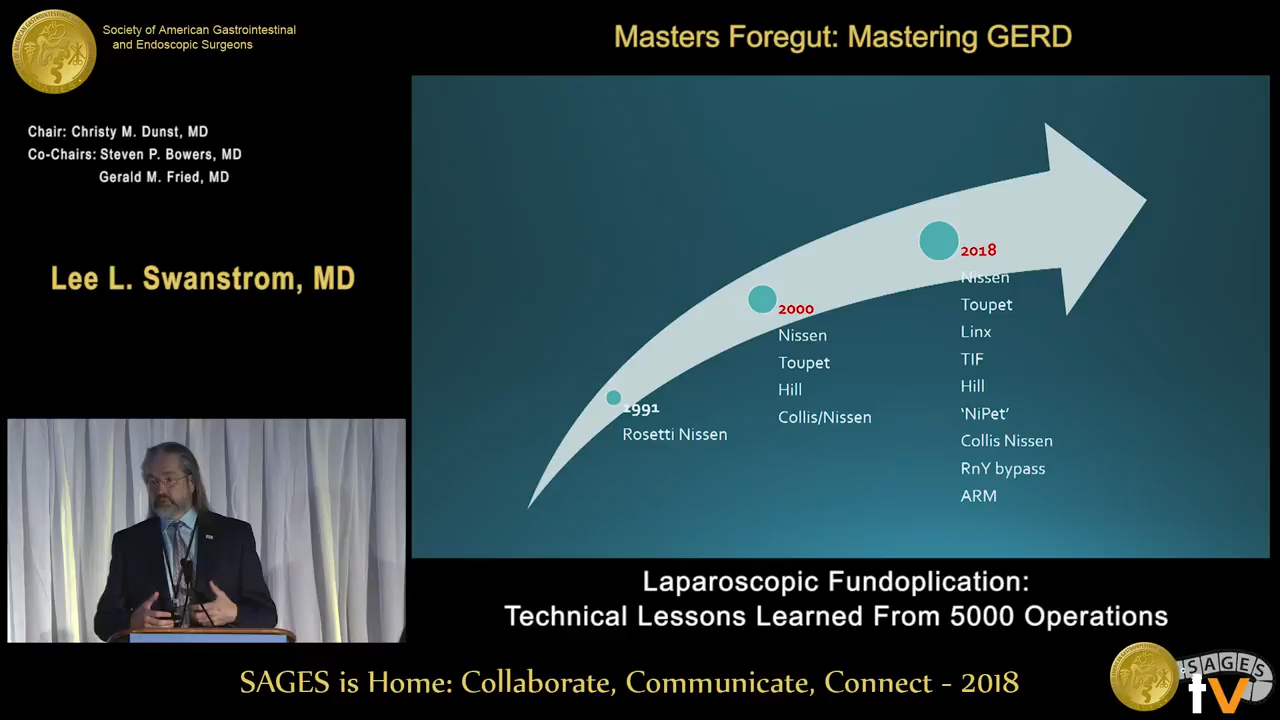 Society of American Gastrointestinal
and Endoscopic Surgeons
Masters Foregut: Mastering GERD
Chair: Christy M. Dunst, MD
Co-Chairs: Steven P. Bowers, MD
Gerald M. Fried, MD
Lee L. Swanstrom, MD
1991
Rosetti Nissen
2000
Nissen
Toupet
Hill
Collis/Nissen
2018
Nissen
Toupet
Linx
TIF
Hill
‘NiPet’
Collis Nissen
RnY bypass
ARM
Laparoscopic Fundoplication:
Technical Lessons Learned From 5000 Operations
SAGES is Home: Collaborate, Communicate, Connect - 2018
SAGES
tv